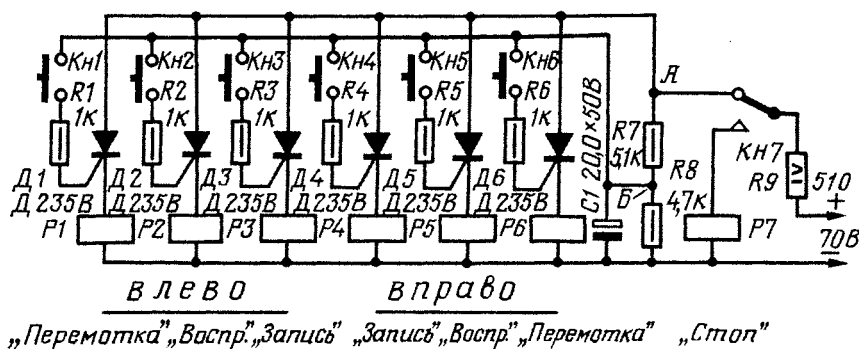 Кн1 Кн2 Кн3 Кн4 Кн5 Кн6 А
R1 R2 R3 R4 R5 R6 R7
1к 1к 1к 1к 1к 1к 5,1к
Кн7
R8 R9 510
Д1 Д2 Д3 Д4 Д5 Д6 С1 20,0×50В Б 4,7к +
Д235В Д235В Д235В Д235В Д235В Д235В
Р1 Р2 Р3 Р4 Р5 Р6 Р7 70В
−
влево вправо
„Перемотка" „Воспр." „Запись" „Запись" „Воспр." „Перемотка" „Стоп"